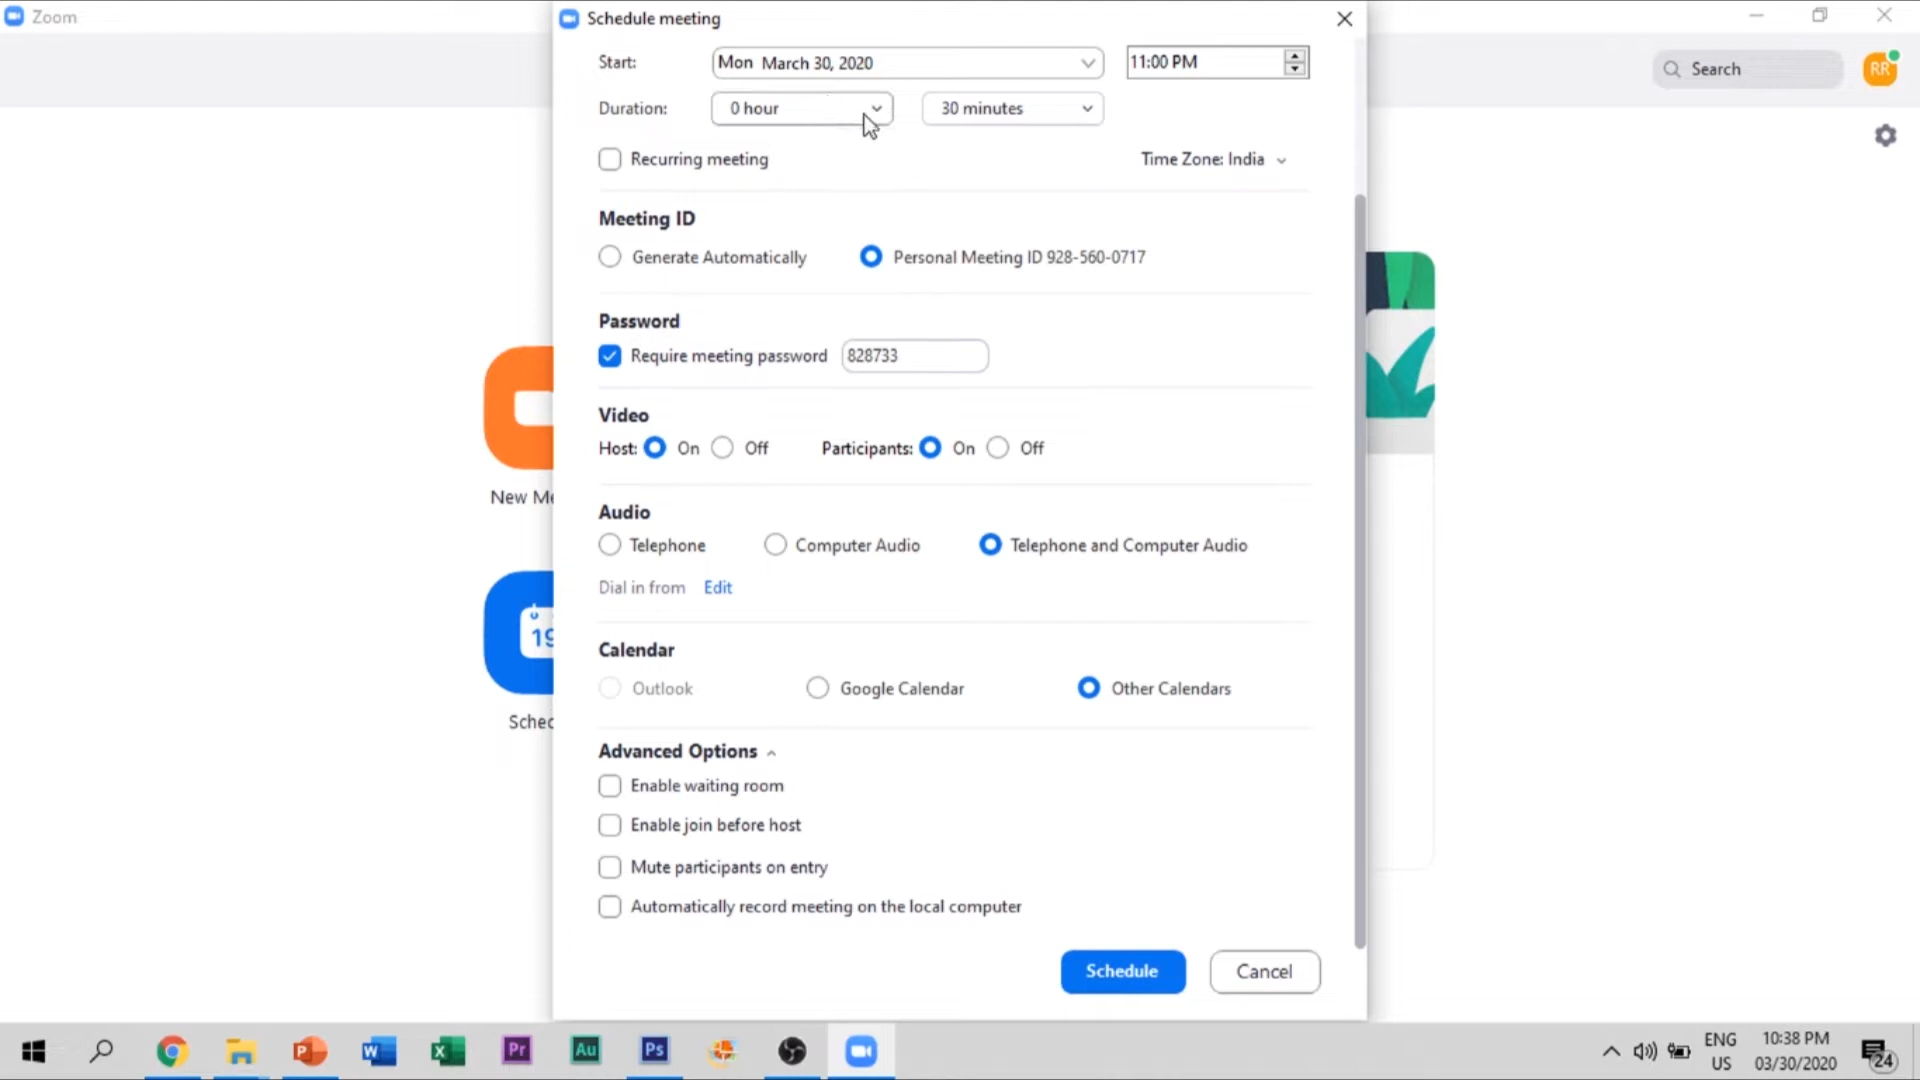 Zoom
Schedule meeting
Search
RR
Start: Mon March 30, 2020 11:00 PM
Duration: 0 hour 30 minutes
Recurring meeting Time Zone: India
Meeting ID
Generate Automatically Personal Meeting ID 928-560-0717
Password
Require meeting password 828733
Video
Host: On Off Participants: On Off
New Me
Audio
Telephone Computer Audio Telephone and Computer Audio
Dial in from Edit
19
Calendar
Outlook Google Calendar Other Calendars
Sched
Advanced Options
Enable waiting room
Enable join before host
Mute participants on entry
Automatically record meeting on the local computer
Schedule Cancel
P W X Pr Au Ps
ENG
US
10:38 PM
03/30/2020
24